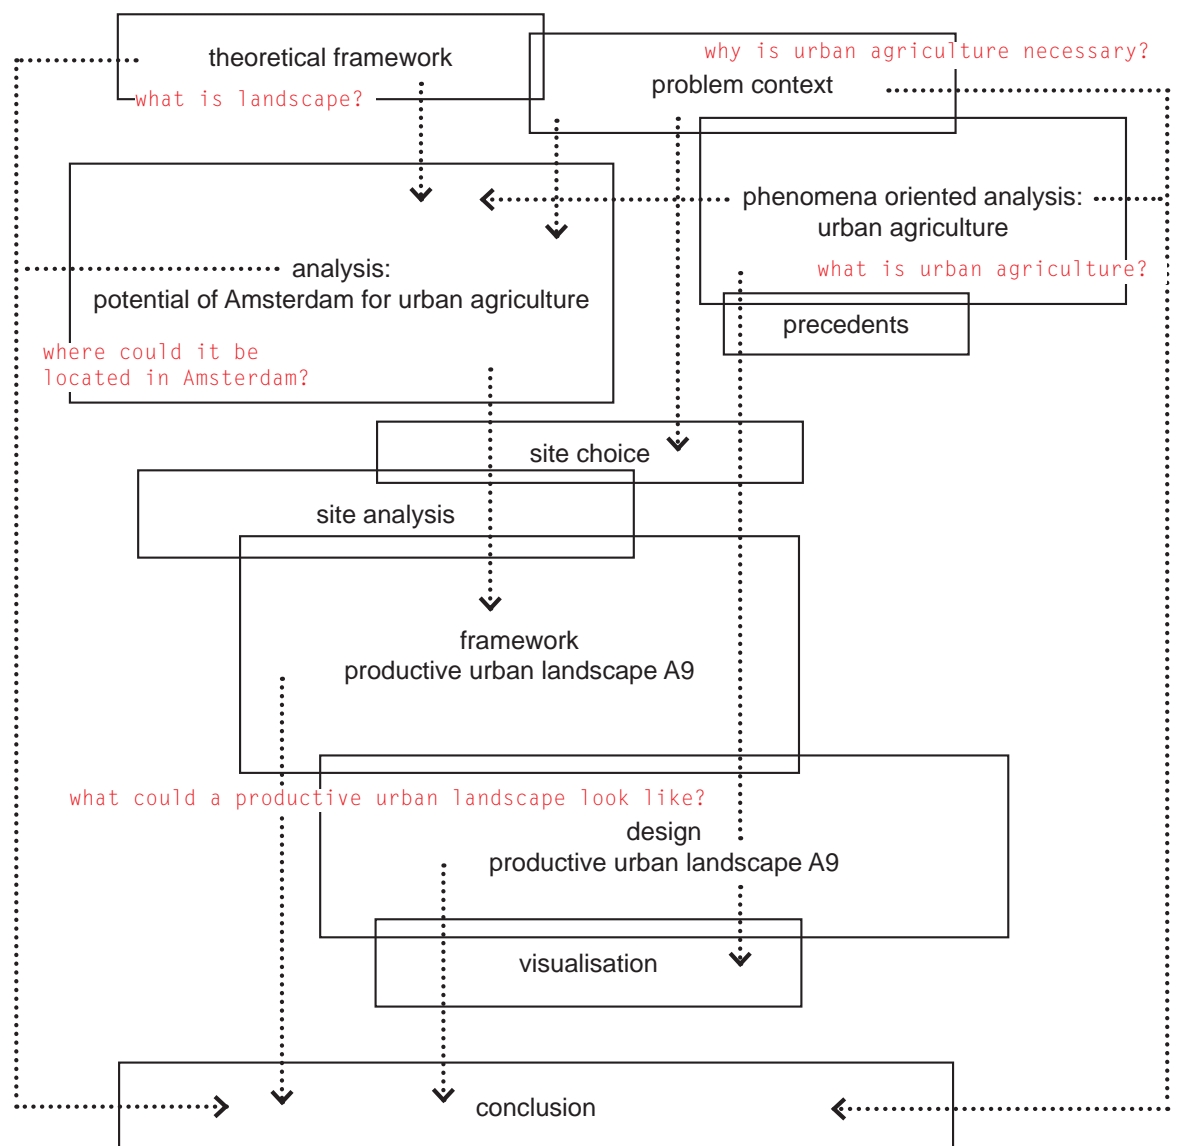 theoretical framework
why is urban agriculture necessary?
problem context
what is landscape?
phenomena oriented analysis:
urban agriculture
what is urban agriculture?
analysis:
potential of Amsterdam for urban agriculture
precedents
where could it be
located in Amsterdam?
site choice
site analysis
framework
productive urban landscape A9
what could a productive urban landscape look like?
design
productive urban landscape A9
visualisation
conclusion